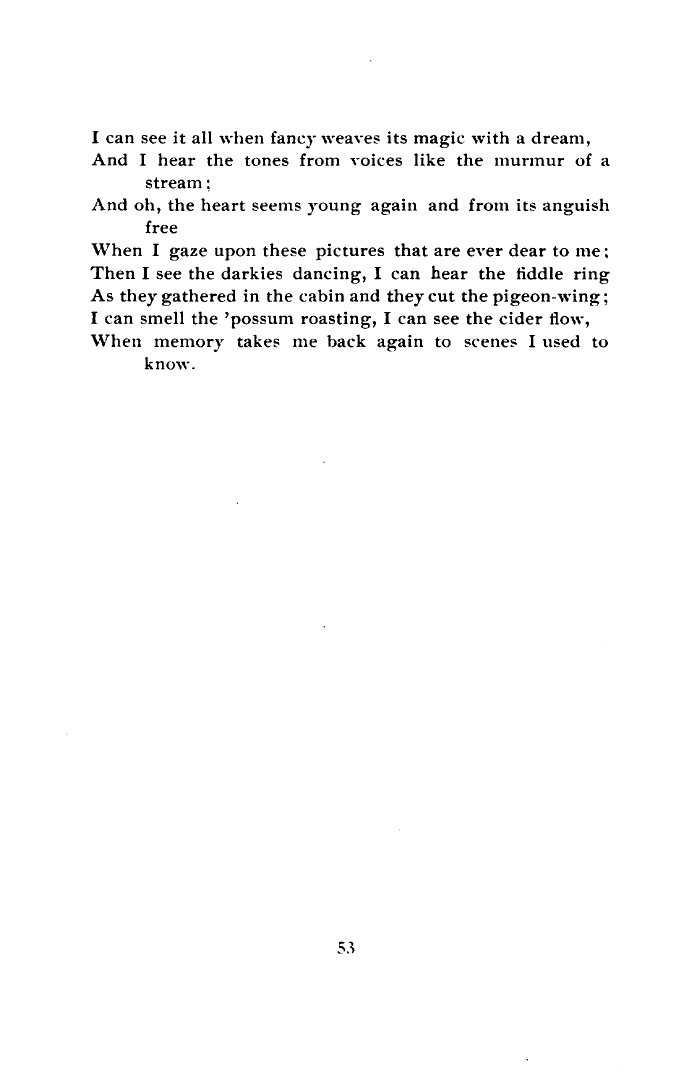 I can see it all when fancy weaves its magic with a dream,
And I hear the tones from voices like the murmur of a
stream;
And oh, the heart seems young again and from its anguish
free
When I gaze upon these pictures that are ever dear to me;
Then I see the darkies dancing, I can hear the fiddle ring
As they gathered in the cabin and they cut the pigeon-wing;
I can smell the ’possum roasting, I can see the cider flow,
When memory takes me back again to scenes I used to
know.
53